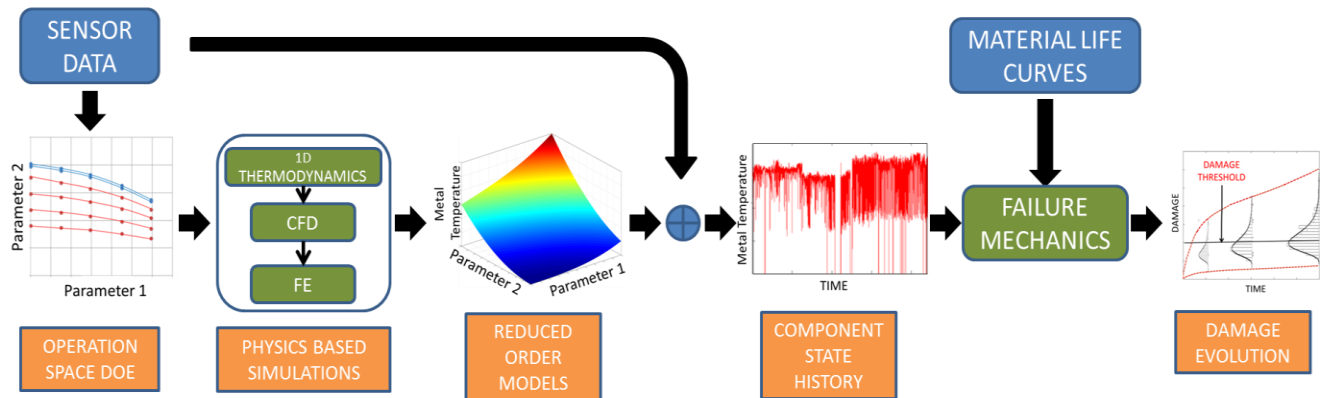 SENSOR
DATA
MATERIAL LIFE
CURVES
Parameter 2
Parameter 1
1D
THERMODYNAMICS
CFD
FE
Metal
Temperature
Parameter 2
Parameter 1
Metal Temperature
TIME
FAILURE
MECHANICS
DAMAGE
THRESHOLD
DAMAGE
TIME
OPERATION
SPACE DOE
PHYSICS BASED
SIMULATIONS
REDUCED
ORDER
MODELS
COMPONENT
STATE
HISTORY
DAMAGE
EVOLUTION